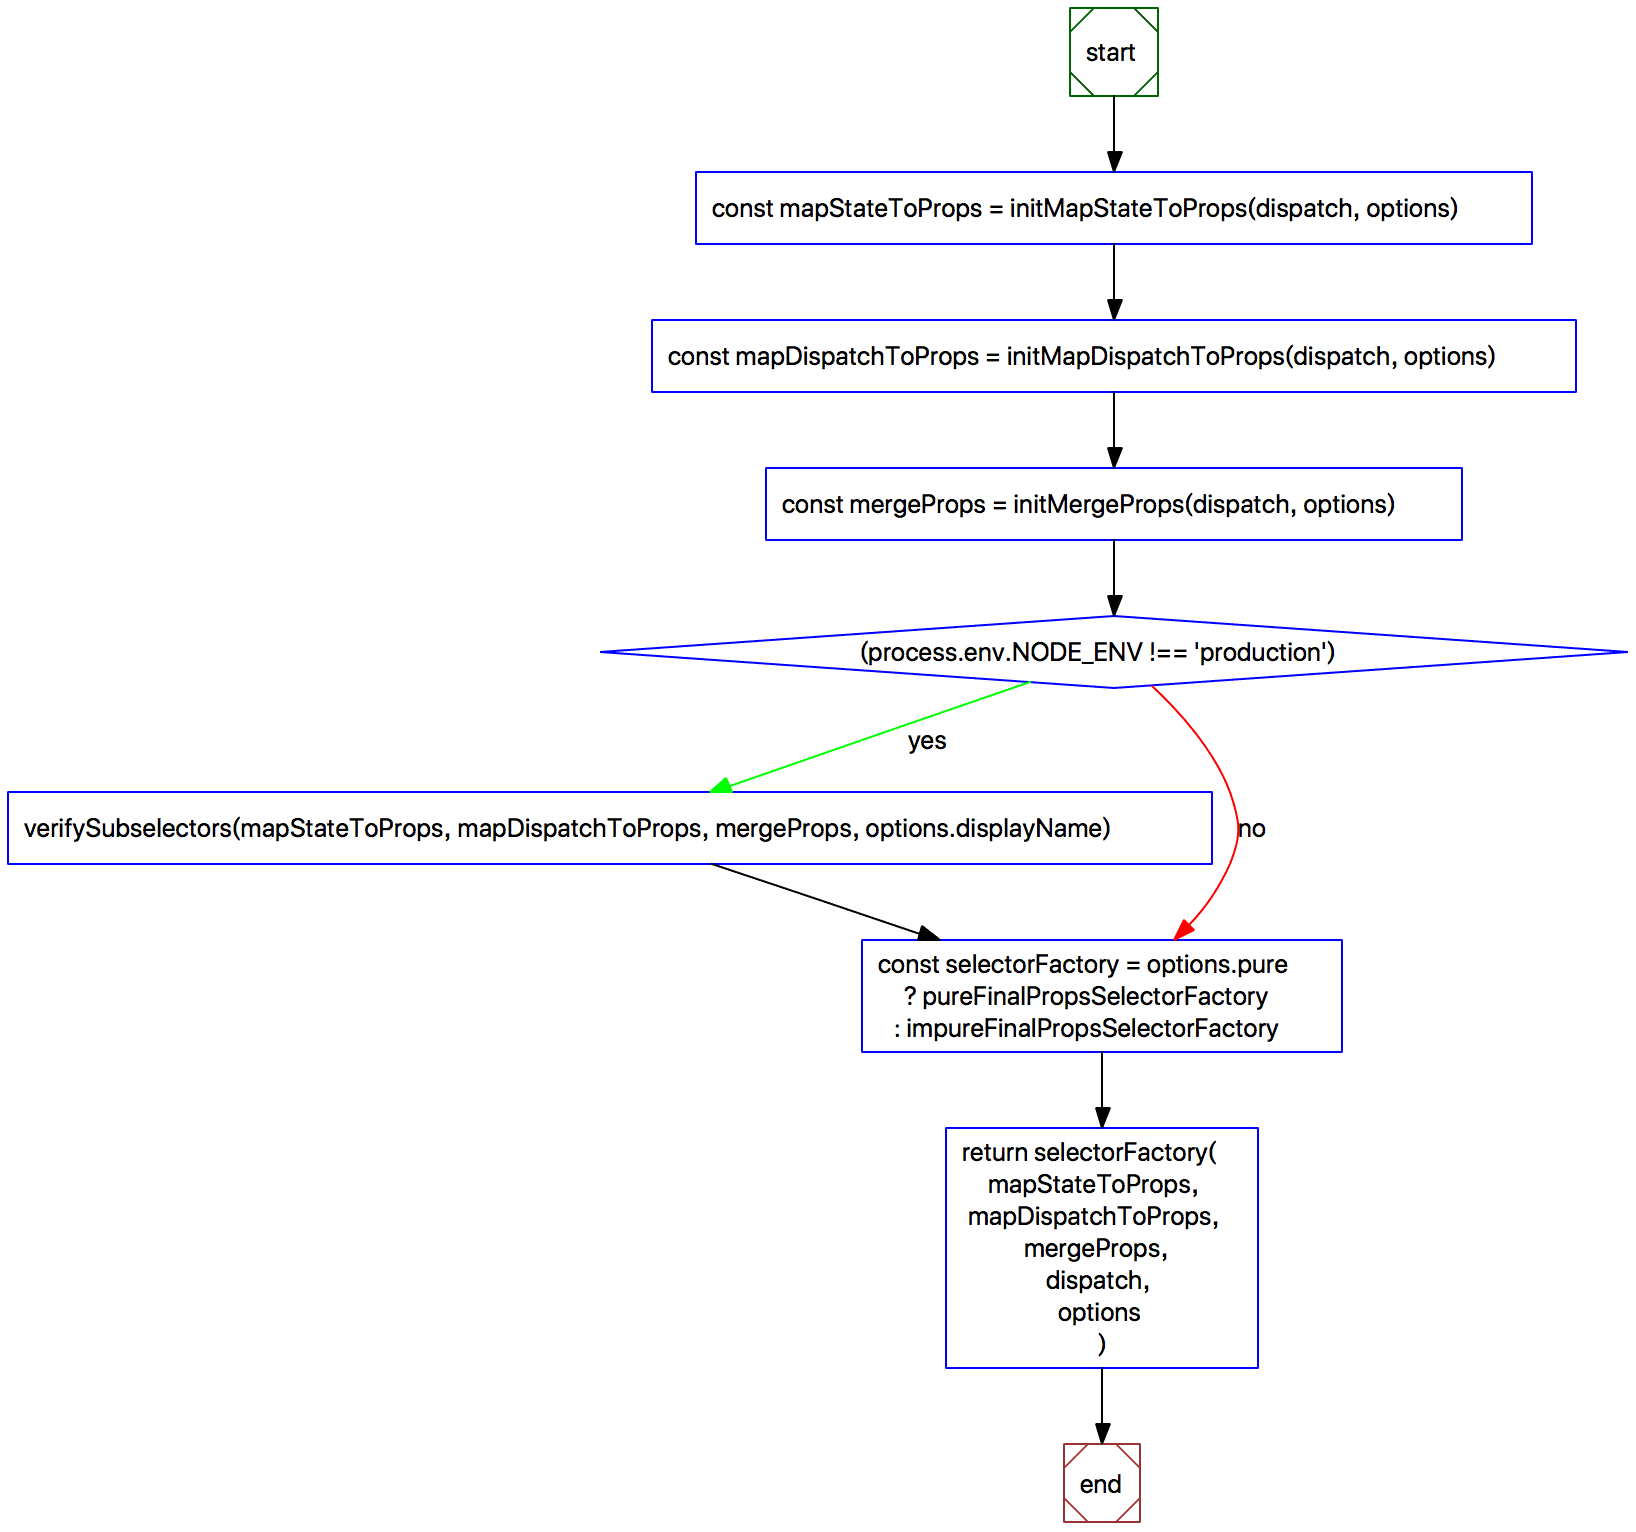 start
const mapStateToProps = initMapStateToProps(dispatch, options)
const mapDispatchToProps = initMapDispatchToProps(dispatch, options)
const mergeProps = initMergeProps(dispatch, options)
(process.env.NODE_ENV !== 'production')
yes
verifySubselectors(mapStateToProps, mapDispatchToProps, mergeProps, options.displayName)
no
const selectorFactory = options.pure
? pureFinalPropsSelectorFactory
: impureFinalPropsSelectorFactory
return selectorFactory(
mapStateToProps,
mapDispatchToProps,
mergeProps,
dispatch,
options
)
end